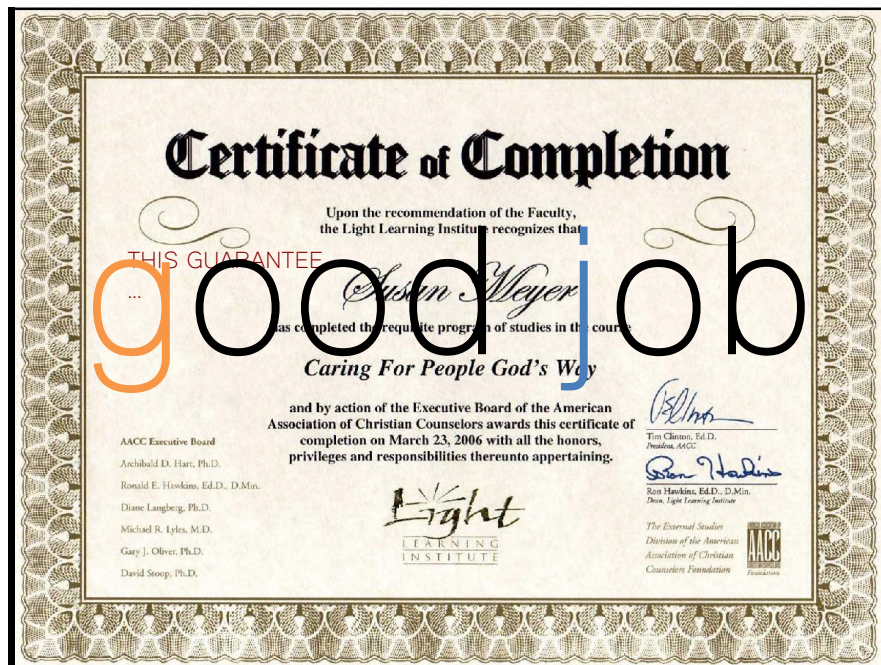 Certificate of Completion
Upon the recommendation of the Faculty,
the Light Learning Institute recognizes that
THIS GUARANTEE
...
good job
Susan Meyer
has completed the requisite program of studies in the course
Caring For People God's Way
and by action of the Executive Board of the American
Association of Christian Counselors awards this certificate of
completion on March 23, 2006 with all the honors,
privileges and responsibilities thereunto appertaining.
AACC Executive Board
Archibald D. Hart, Ph.D.
Ronald E. Hawkins, Ed.D., D.Min.
Diane Langberg, Ph.D.
Michael R. Lyles, M.D.
Gary J. Oliver, Ph.D.
David Stoop, Ph.D.
Light
LEARNING
INSTITUTE
Tim Clinton, Ed.D.
President, AACC
Ron Hawkins
Ron Hawkins, Ed.D., D.Min.
Dean, Light Learning Institute
The External Studies
Division of the American
Association of Christian
Counselors Foundation
AACC
Foundation